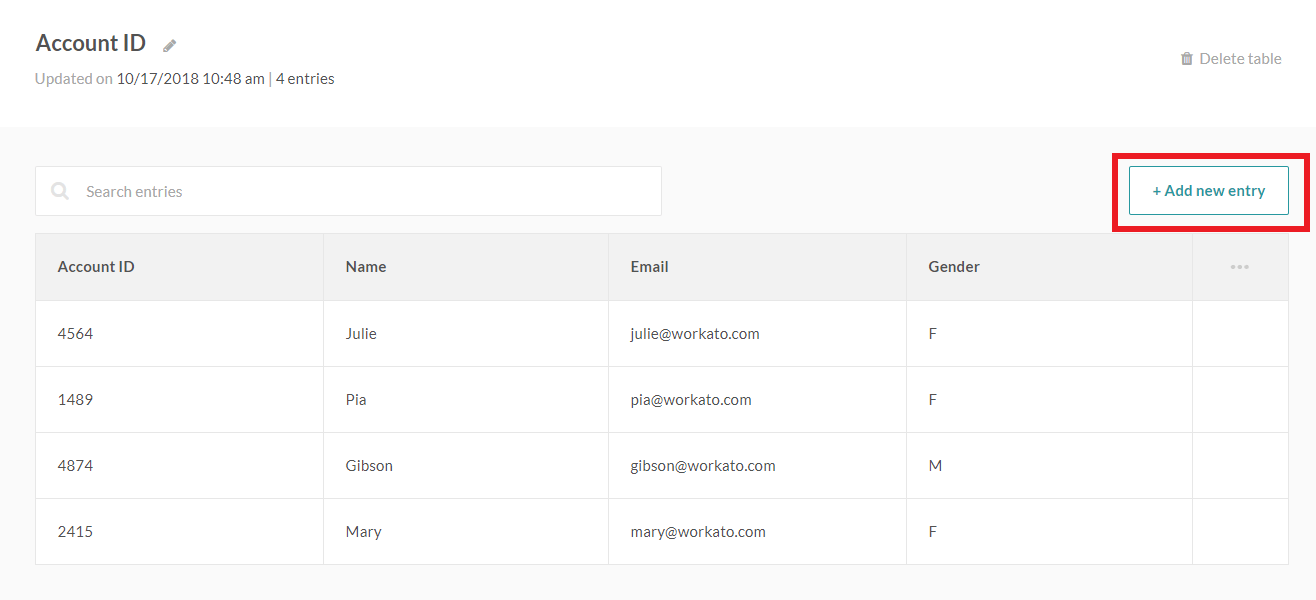 Account ID
Updated on 10/17/2018 10:48 am | 4 entries
Delete table
Search entries
+ Add new entry
Account ID Name Email Gender
4564 Julie julie@workato.com F
1489 Pia pia@workato.com F
4874 Gibson gibson@workato.com M
2415 Mary mary@workato.com F